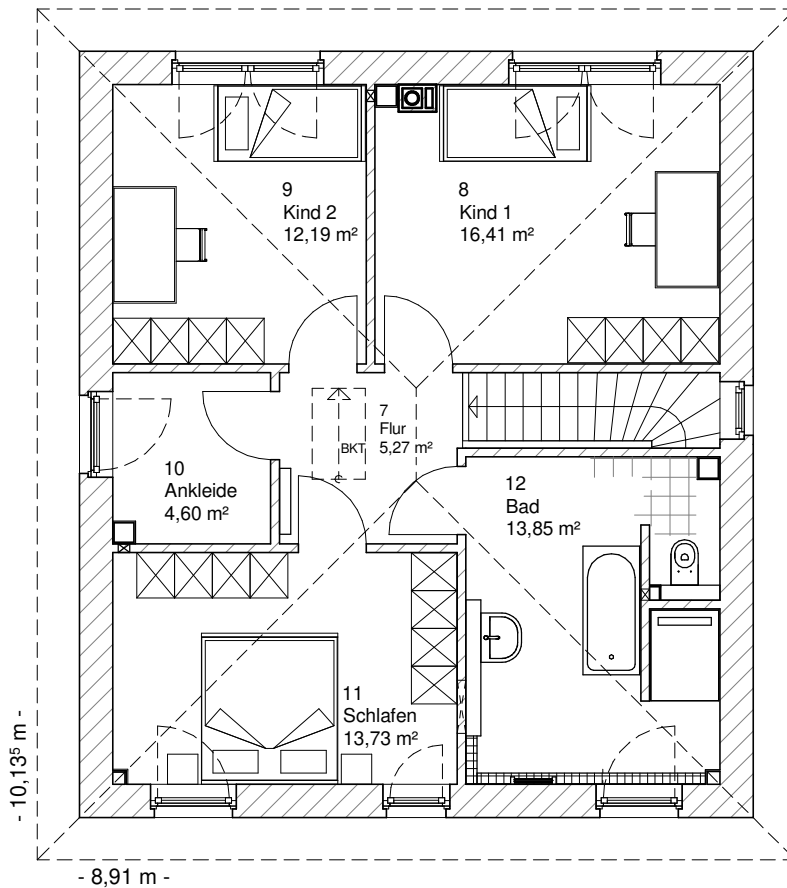 9
Kind 2
12,19 m²
8
Kind 1
16,41 m²
7
Flur
5,27 m²
BKT
10
Ankleide
4,60 m²
12
Bad
13,85 m²
11
Schlafen
13,73 m²
- 10,13⁵ m -
- 8,91 m -